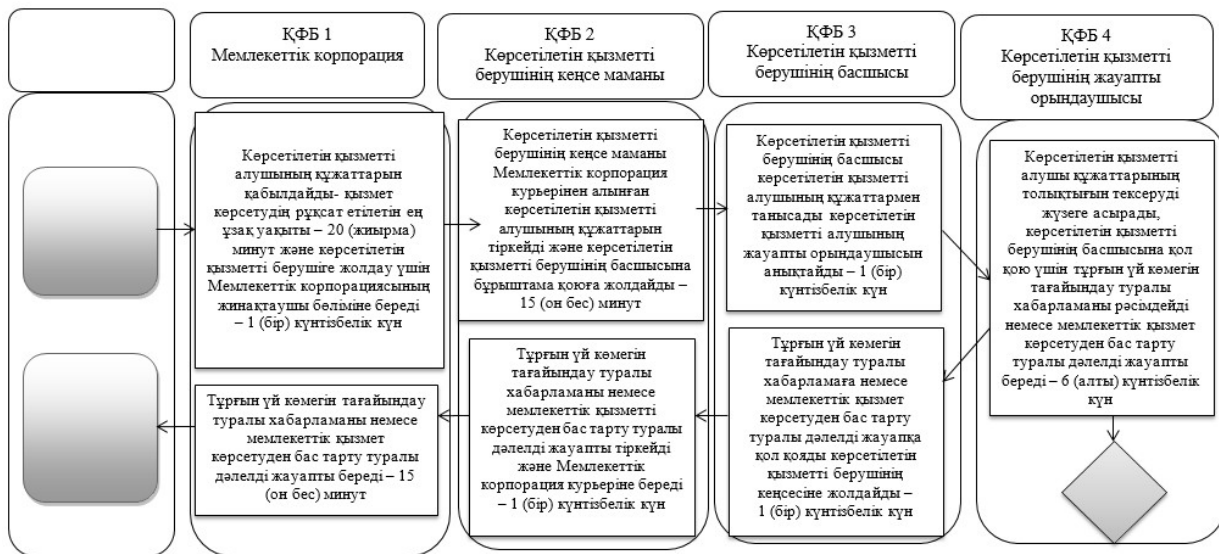 ҚФБ 1
Мемлекеттік корпорация
ҚФБ 2
Көрсетілетін қызметті
берушінің кеңсе маманы
ҚФБ 3
Көрсетілетін қызметті
берушінің басшысы
ҚФБ 4
Көрсетілетін қызметті
берушінің жауапты
орындаушысы
Көрсетілетін қызметті
алушының құжаттарын
қабылдайды- қызмет
көрсетудің рұқсат етілетін ең
ұзақ уақыты – 20 (жиырма)
минут және көрсетілетін
қызметті берушіге жолдау үшін
Мемлекеттік корпорациясының
жинақтаушы бөліміне береді
– 1 (бір) күнтізбелік күн
Көрсетілетін қызметті
берушінің кеңсе маманы
Мемлекеттік корпорация
курьерінен алынған
көрсетілетін қызметті
алушының құжаттарын
тіркейді және көрсетілетін
қызметті берушінің басшысына
бұрыштама қоюға жолдайды –
15 (он бес) минут
Көрсетілетін қызметті
берушінің басшысы
көрсетілетін қызметті
алушының құжаттармен
танысады көрсетілетін
қызметті алушының
жауапты орындаушысын
анықтайды – 1 (бір)
күнтізбелік күн
Көрсетілетін қызметті
алушы құжаттарының
толықтығын тексеруді
жүзеге асырады,
көрсетілетін қызметті
берушінің басшысына қол
қою үшін тұрғын үй көмегін
тағайындау туралы
хабарламаны рәсімдейді
немесе мемлекеттік қызмет
көрсетуден бас тарту
туралы дәлелді жауапты
береді – 6 (алты) күнтізбелік
күн
Тұрғын үй көмегін тағайындау
туралы хабарламаны немесе
мемлекеттік қызмет
көрсетуден бас тарту туралы
дәлелді жауапты береді – 15
(он бес) минут
Тұрғын үй көмегін
тағайындау туралы
хабарламаны немесе
мемлекеттік қызметті
көрсетуден бас тарту туралы
дәлелді жауапты тіркейді
және Мемлекеттік
корпорация курьеріне береді
– 1 (бір) күнтізбелік күн
Тұрғын үй көмегін
тағайындау туралы
хабарламаға немесе
мемлекеттік қызмет
көрсетуден бас тарту
туралы дәлелді жауапқа
қол қояды көрсетілетін
қызметті берушінің
кеңсесіне жолдайды –
1 (бір) күнтізбелік күн